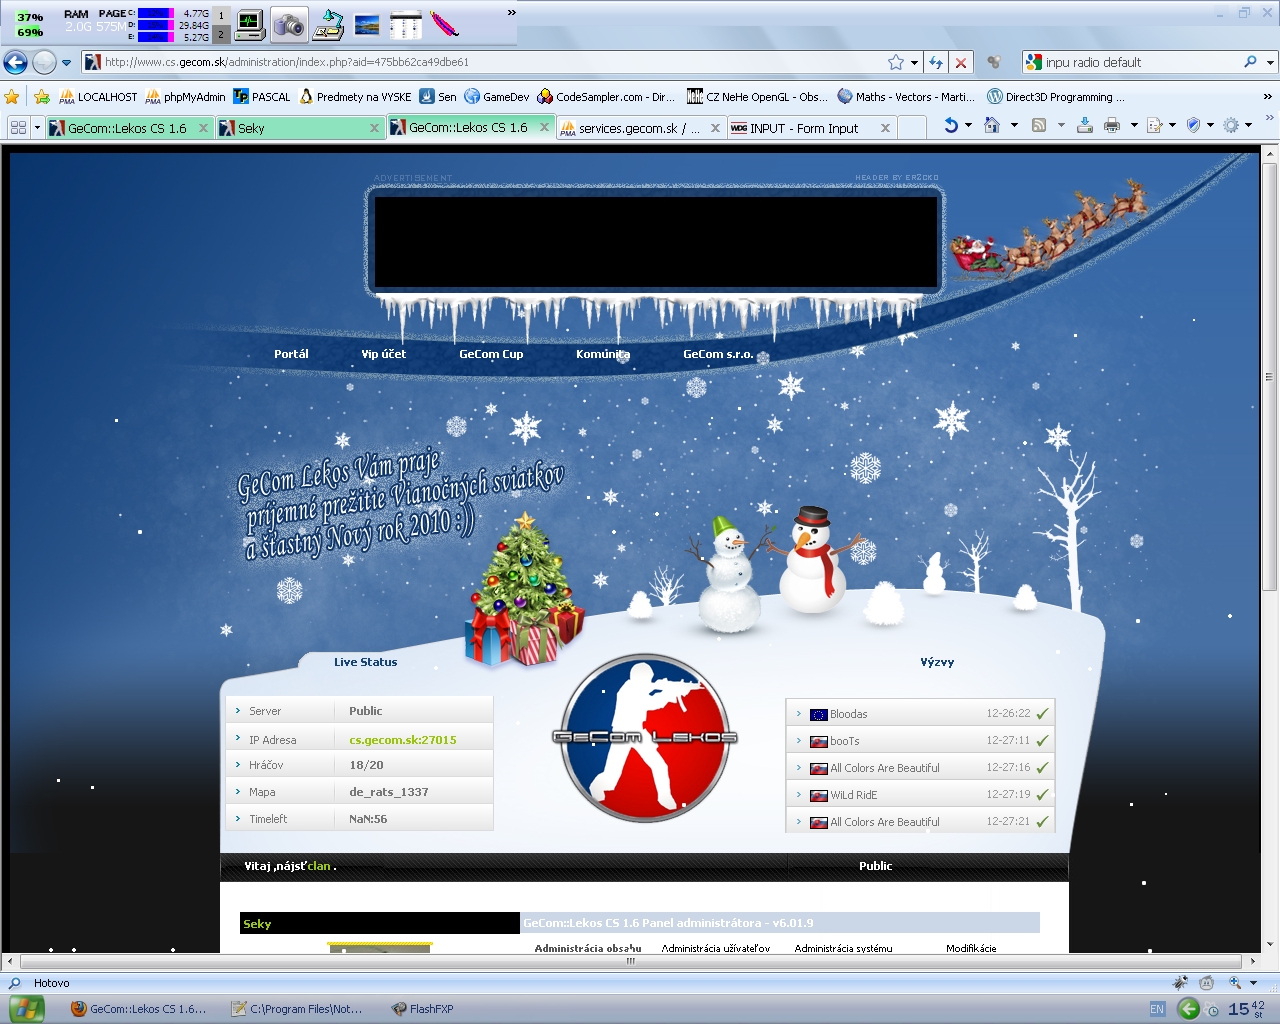 37% RAM PAGE C: 4.77G 1
69% 2.0G 575M D: 29.84G
E: 5.27G 2
»
http://www.cs.gecom.sk/administration/index.php?aid=475bb62ca49dbe61
inpu radio default
LOCALHOST phpMyAdmin PASCAL Predmety na VYSKE Sen GameDev CodeSampler.com - Dir... CZ NeHe OpenGL - Obs... Maths - Vectors - Marti... Direct3D Programming ... »
GeCom::Lekos CS 1.6 Seky GeCom::Lekos CS 1.6 services.gecom.sk / ... INPUT - Form Input »
ADVERTISEMENT HEADER BY ERZCKO
Portál Vip účet GeCom Cup Komunita GeCom s.r.o.
GeCom Lekos Vám praje
príjemné prežitie Vianočných sviatkov
a šťastný Nový rok 2010 :))
Live Status
Server Public
IP Adresa cs.gecom.sk:27015
Hráčov 18/20
Mapa de_rats_1337
Timeleft NaN:56
GeCom Lekos
Výzvy
Bloodas 12-26:22
booTs 12-27:11
All Colors Are Beautiful 12-27:16
WiLd RidE 12-27:19
All Colors Are Beautiful 12-27:21
Vitaj ,nájsť clan . Public
Seky GeCom::Lekos CS 1.6 Panel administrátora - v6.01.9
Administrácia obsahu Administrácia užívateľov Administrácia systému Modifikácie
Hotovo
GeCom::Lekos CS 1.6... C:\Program Files\Not... FlashFXP EN 15 42 št